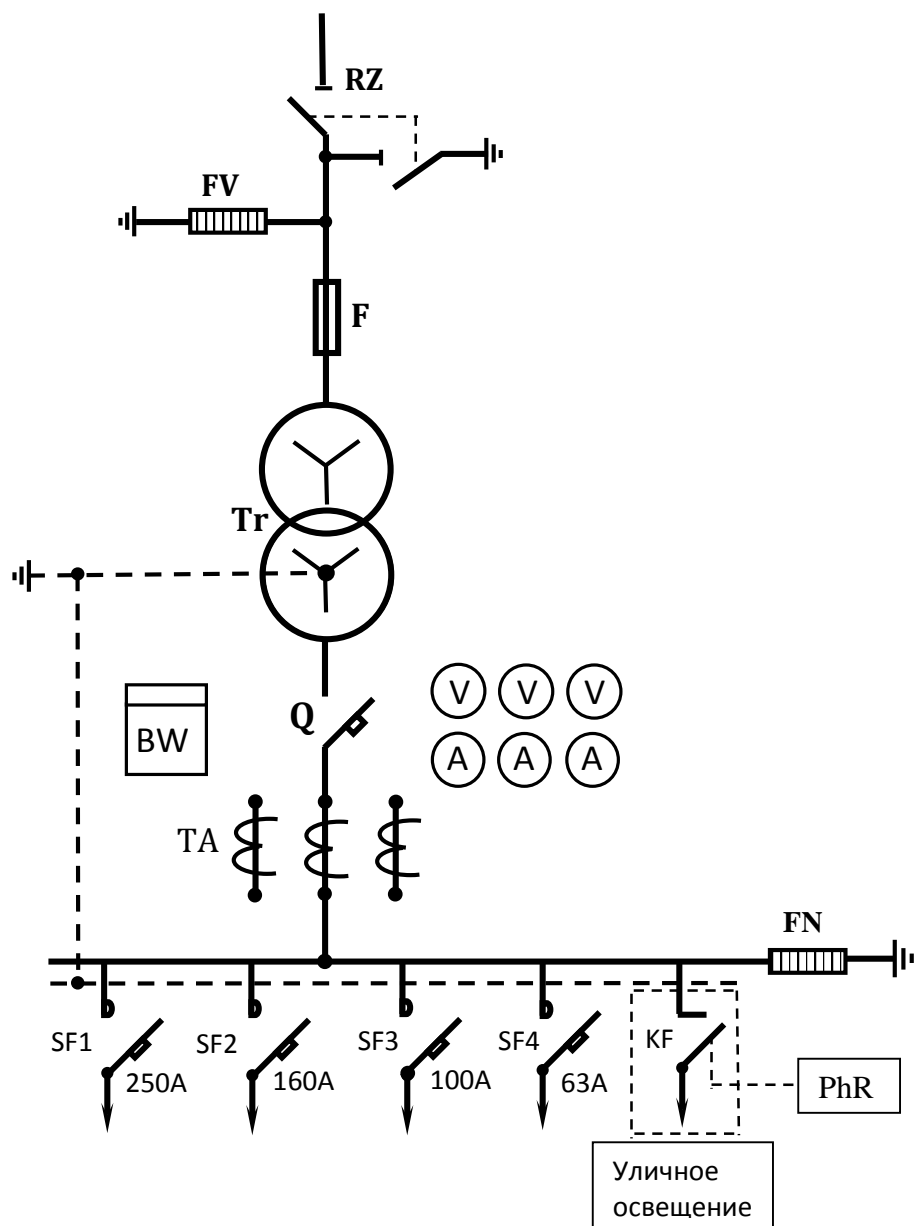 RZ
FV
F
Tr
Q
V V V
BW
A A A
TA
FN
SF1 SF2 SF3 SF4 KF
250A 160A 100A 63A
PhR
Уличное
освещение